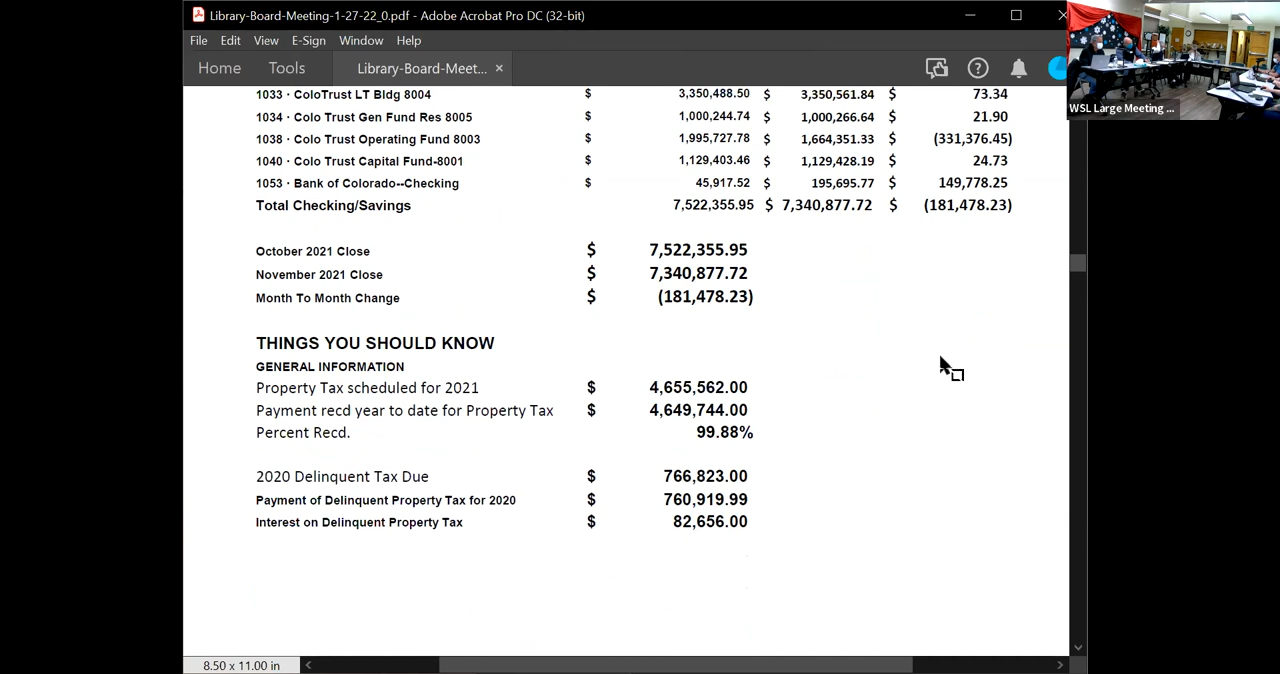 Library-Board-Meeting-1-27-22_0.pdf - Adobe Acrobat Pro DC (32-bit)
File Edit View E-Sign Window Help
Home Tools Library-Board-Meet... ×
WSL Large Meeting ...
1033 · ColoTrust LT Bldg 8004 $ 3,350,488.50 $ 3,350,561.84 $ 73.34
1034 · Colo Trust Gen Fund Res 8005 $ 1,000,244.74 $ 1,000,266.64 $ 21.90
1038 · Colo Trust Operating Fund 8003 $ 1,995,727.78 $ 1,664,351.33 $ (331,376.45)
1040 · Colo Trust Capital Fund-8001 $ 1,129,403.46 $ 1,129,428.19 $ 24.73
1053 · Bank of Colorado--Checking $ 45,917.52 $ 195,695.77 $ 149,778.25
Total Checking/Savings 7,522,355.95 $ 7,340,877.72 $ (181,478.23)
October 2021 Close $ 7,522,355.95
November 2021 Close $ 7,340,877.72
Month To Month Change $ (181,478.23)
THINGS YOU SHOULD KNOW
GENERAL INFORMATION
Property Tax scheduled for 2021 $ 4,655,562.00
Payment recd year to date for Property Tax $ 4,649,744.00
Percent Recd. 99.88%
2020 Delinquent Tax Due $ 766,823.00
Payment of Delinquent Property Tax for 2020 $ 760,919.99
Interest on Delinquent Property Tax $ 82,656.00
8.50 x 11.00 in